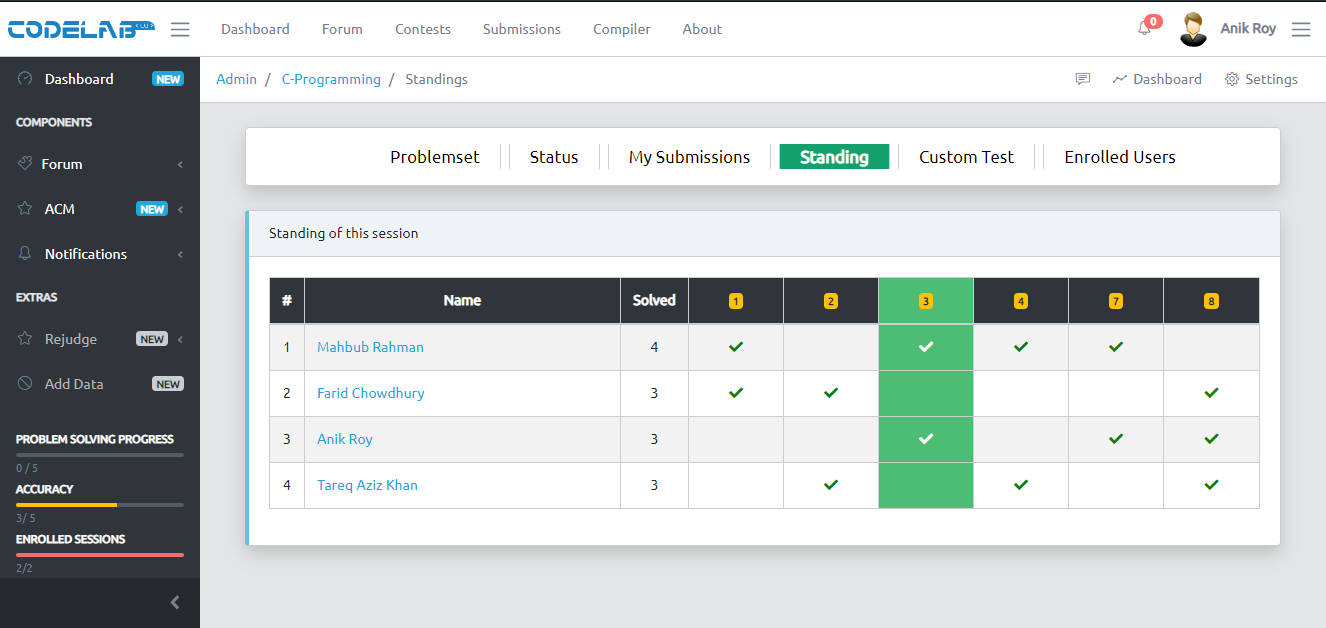 CODELAB Dashboard Forum Contests Submissions Compiler About 0 Anik Roy
Dashboard NEW Admin / C-Programming / Standings Dashboard Settings
COMPONENTS
Forum
ACM NEW
Notifications
EXTRAS
Rejudge NEW
Add Data NEW
PROBLEM SOLVING PROGRESS
0 / 5
ACCURACY
3/ 5
ENROLLED SESSIONS
2/2
Problemset Status My Submissions Standing Custom Test Enrolled Users
Standing of this session
# Name Solved 1 2 3 4 7 8
1 Mahbub Rahman 4
2 Farid Chowdhury 3
3 Anik Roy 3
4 Tareq Aziz Khan 3